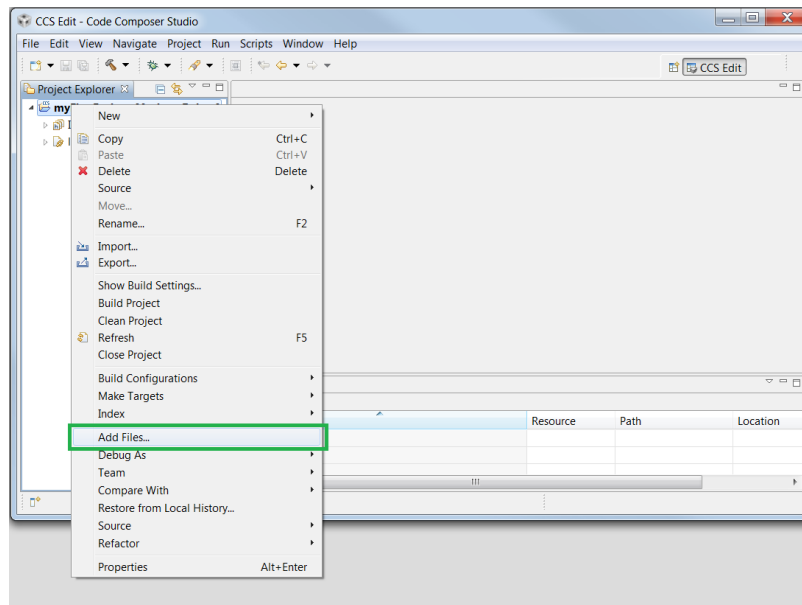 CCS Edit - Code Composer Studio
File Edit View Navigate Project Run Scripts Window Help
CCS Edit
Project Explorer
my
New
Copy Ctrl+C
Paste Ctrl+V
Delete Delete
Source
Move...
Rename... F2
Import...
Export...
Show Build Settings...
Build Project
Clean Project
Refresh F5
Close Project
Build Configurations
Make Targets
Index
Resource Path Location
Add Files...
Debug As
Team
Compare With
Restore from Local History...
Source
Refactor
Properties Alt+Enter